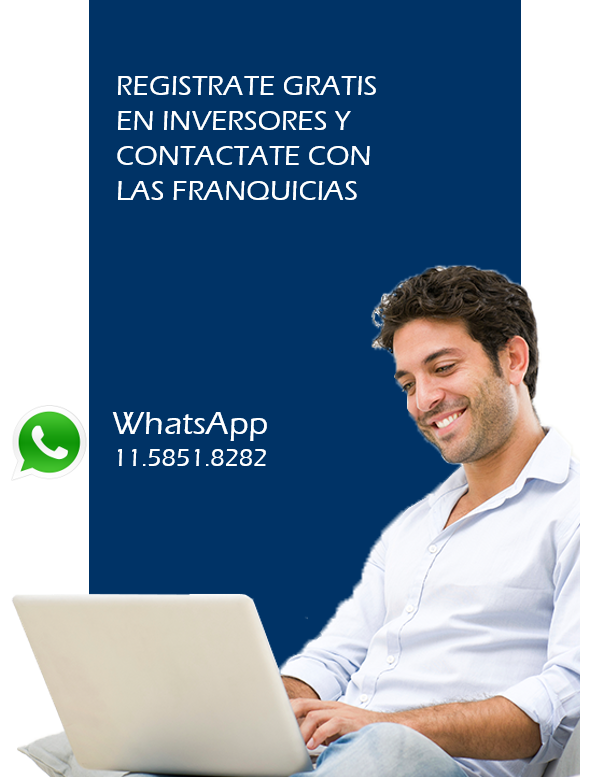 REGISTRATE GRATIS
EN INVERSORES Y
CONTACTATE CON
LAS FRANQUICIAS
WhatsApp
11.5851.8282